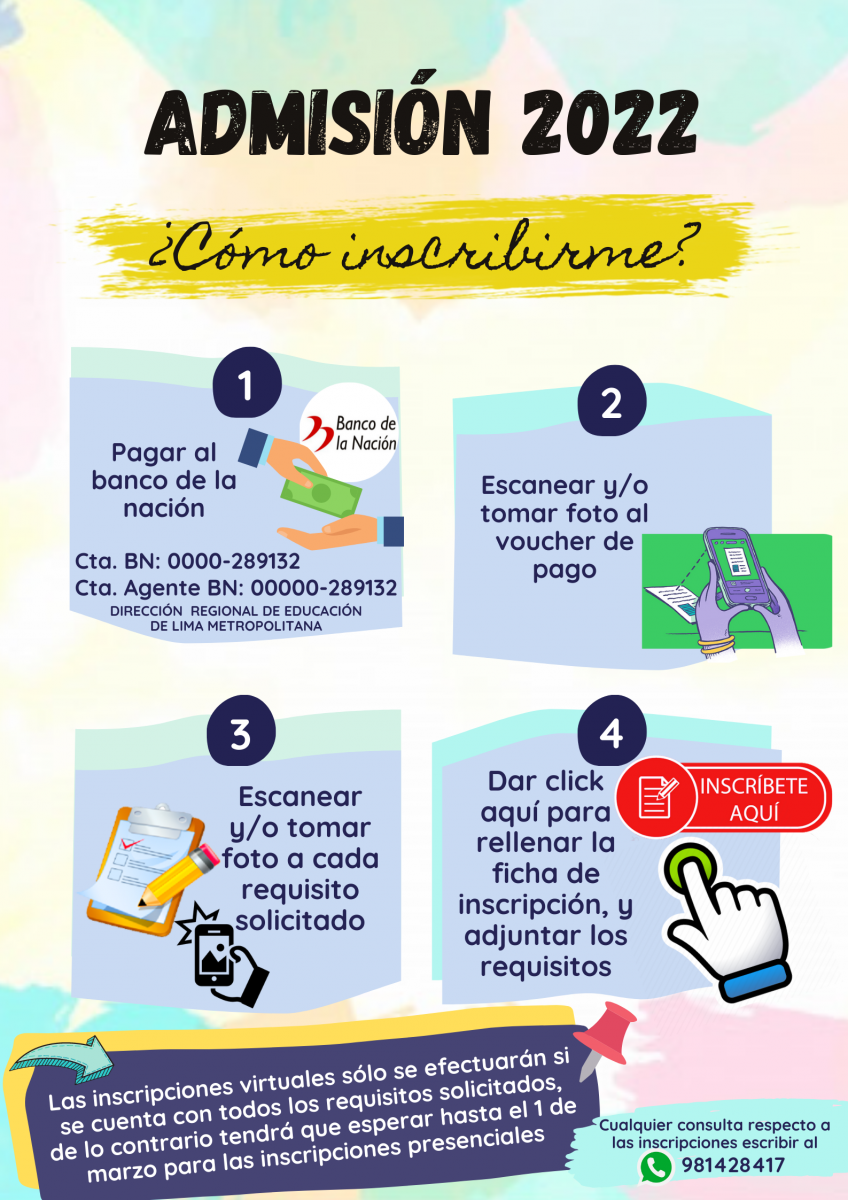 ADMISIÓN 2022
¿Cómo inscribirme?
1
Banco de
la Nación
Pagar al
banco de la
nación
Cta. BN: 0000-289132
Cta. Agente BN: 00000-289132
DIRECCIÓN REGIONAL DE EDUCACIÓN
DE LIMA METROPOLITANA
2
Escanear y/o
tomar foto al
voucher de
pago
3
Escanear
y/o tomar
foto a cada
requisito
solicitado
4
Dar click
aquí para
rellenar la
ficha de
inscripción, y
adjuntar los
requisitos
INSCRÍBETE
AQUÍ
Las inscripciones virtuales sólo se efectuarán si
se cuenta con todos los requisitos solicitados,
de lo contrario tendrá que esperar hasta el 1 de
marzo para las inscripciones presenciales
Cualquier consulta respecto a
las inscripciones escribir al
981428417